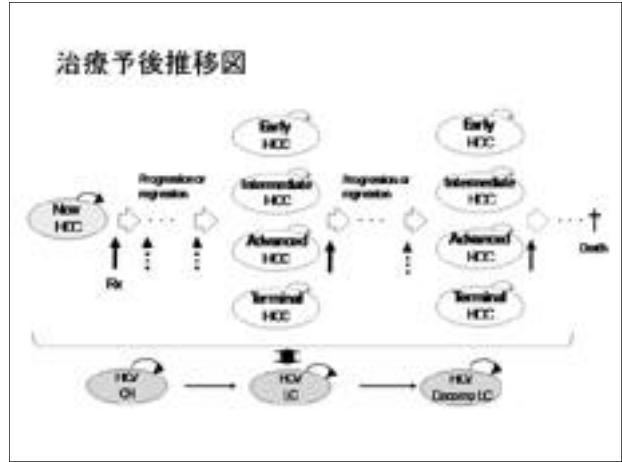 治療予後推移図
Early
HCC
Early
HCC
Progression or
regression
Intermediate
HCC
Progression or
regression
Intermediate
HCC
New
HCC
. . .
. . .
. . .
Advanced
HCC
Advanced
HCC
Death
Rx
Terminal
HCC
Terminal
HCC
HCV
CH
HCV
LC
HCV
Decomp LC